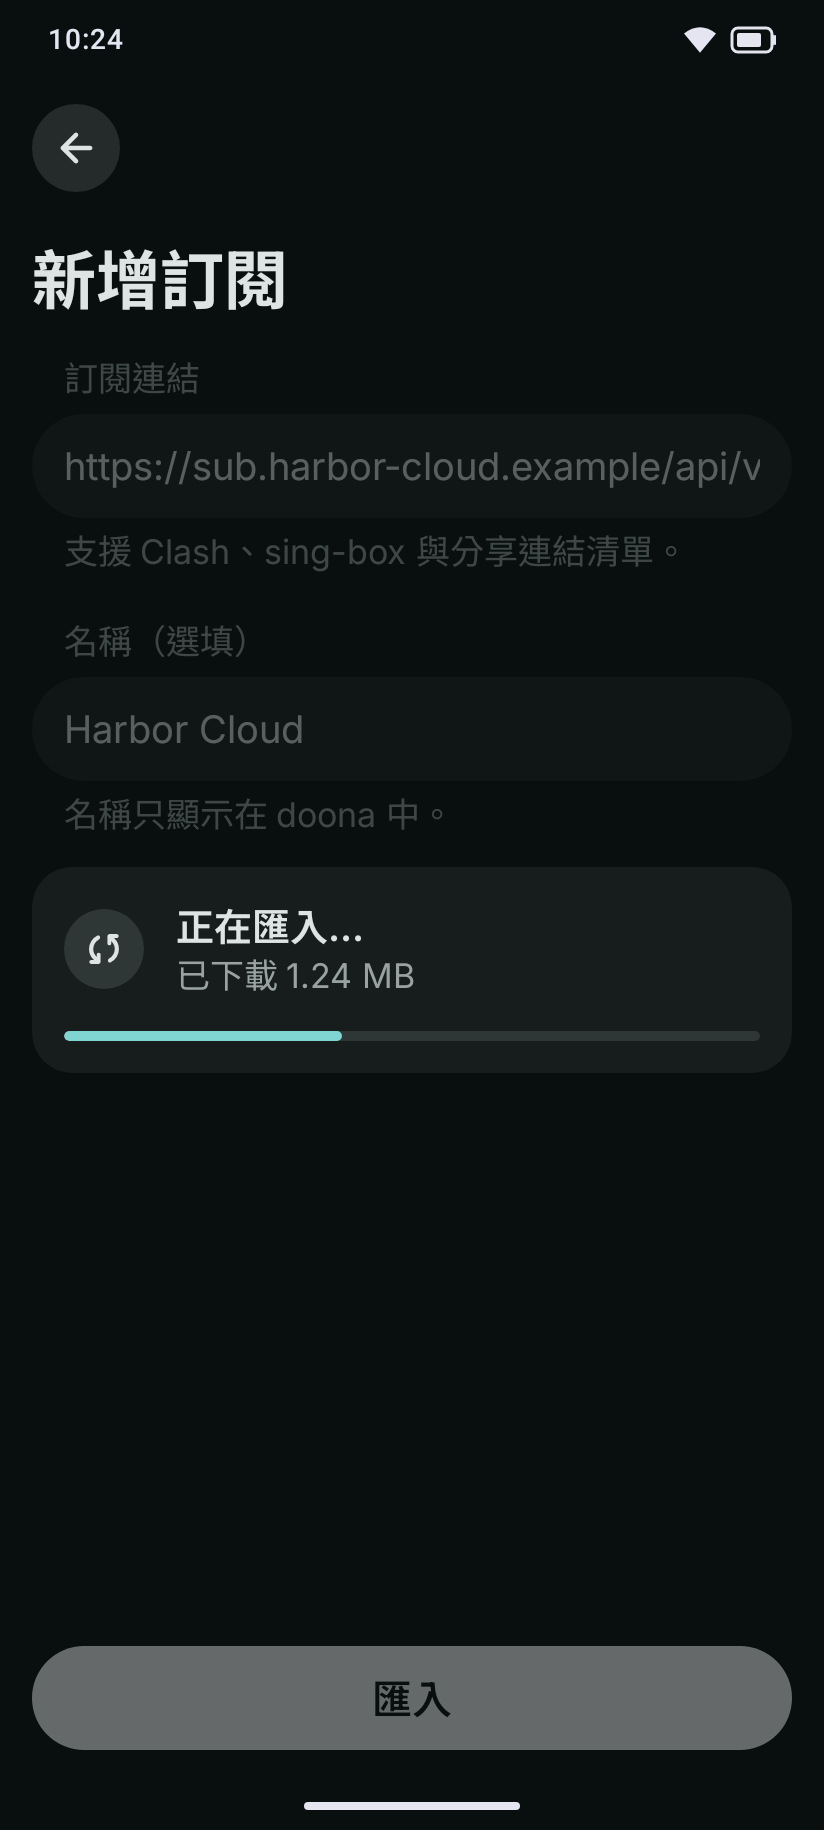 10:24
新增訂閱
訂閱連結
https://sub.harbor-cloud.example/api/v
支援 Clash、sing-box 與分享連結清單。
名稱（選填）
Harbor Cloud
名稱只顯示在 doona 中。
正在匯入...
已下載 1.24 MB
匯入